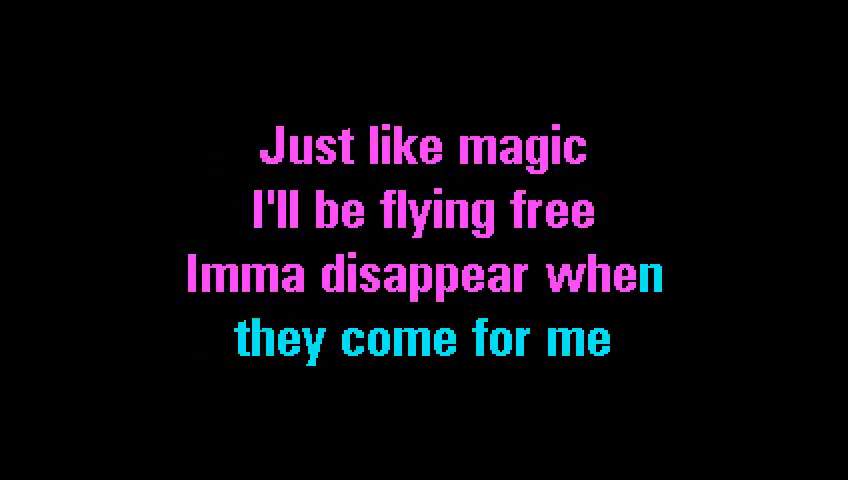 Just like magic
I'll be flying free
Imma disappear when
they come for me